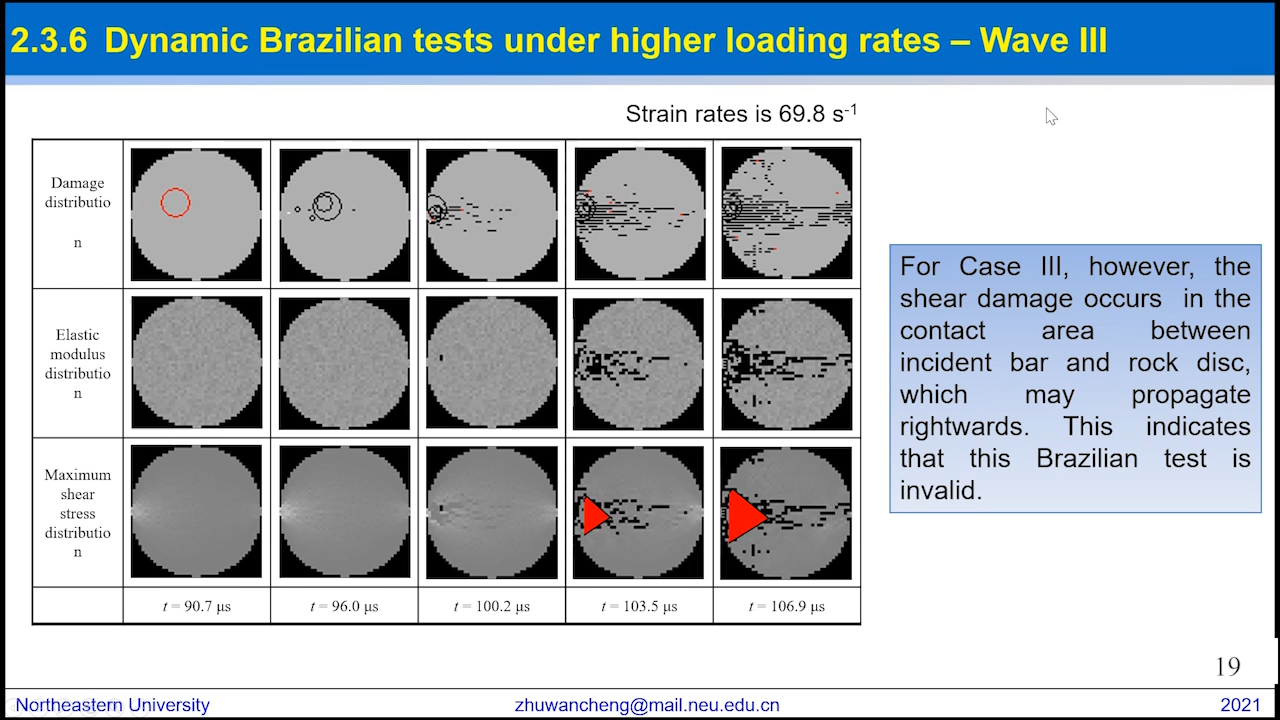 2.3.6 Dynamic Brazilian tests under higher loading rates – Wave III
Strain rates is 69.8 s-1
Damage
distributio
n
Elastic
modulus
distributio
n
Maximum
shear
stress
distributio
n
t = 90.7 μs
t = 96.0 μs
t = 100.2 μs
t = 103.5 μs
t = 106.9 μs
For Case III, however, the
shear damage occurs in the
contact area between
incident bar and rock disc,
which may propagate
rightwards. This indicates
that this Brazilian test is
invalid.
19
Northeastern University
zhuwancheng@mail.neu.edu.cn
2021